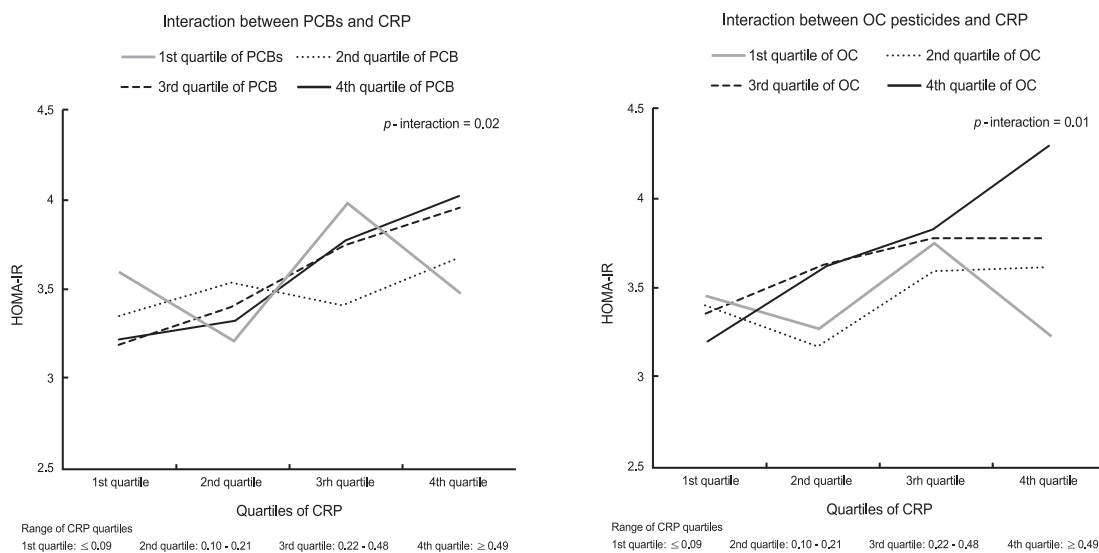 Interaction between PCBs and CRP
1st quartile of PCBs 2nd quartile of PCB
3rd quartile of PCB 4th quartile of PCB
4.5
p-interaction = 0.02
4
3.5
HOMA-IR
3
2.5
1st quartile 2nd quartile 3rh quartile 4th quartile
Quartiles of CRP
Range of CRP quartiles
1st quartile: ≤ 0.09 2nd quartile: 0.10 - 0.21 3rd quartile: 0.22 - 0.48 4th quartile: ≥ 0.49
Interaction between OC pesticides and CRP
1st quartile of OC 2nd quartile of OC
3rd quartile of OC 4th quartile of OC
4.5
p-interaction = 0.01
4
3.5
HOMA-IR
3
2.5
1st quartile 2nd quartile 3rh quartile 4th quartile
Quartiles of CRP
Range of CRP quartiles
1st quartile: ≤ 0.09 2nd quartile: 0.10 - 0.21 3rd quartile: 0.22 - 0.48 4th quartile: ≥ 0.49